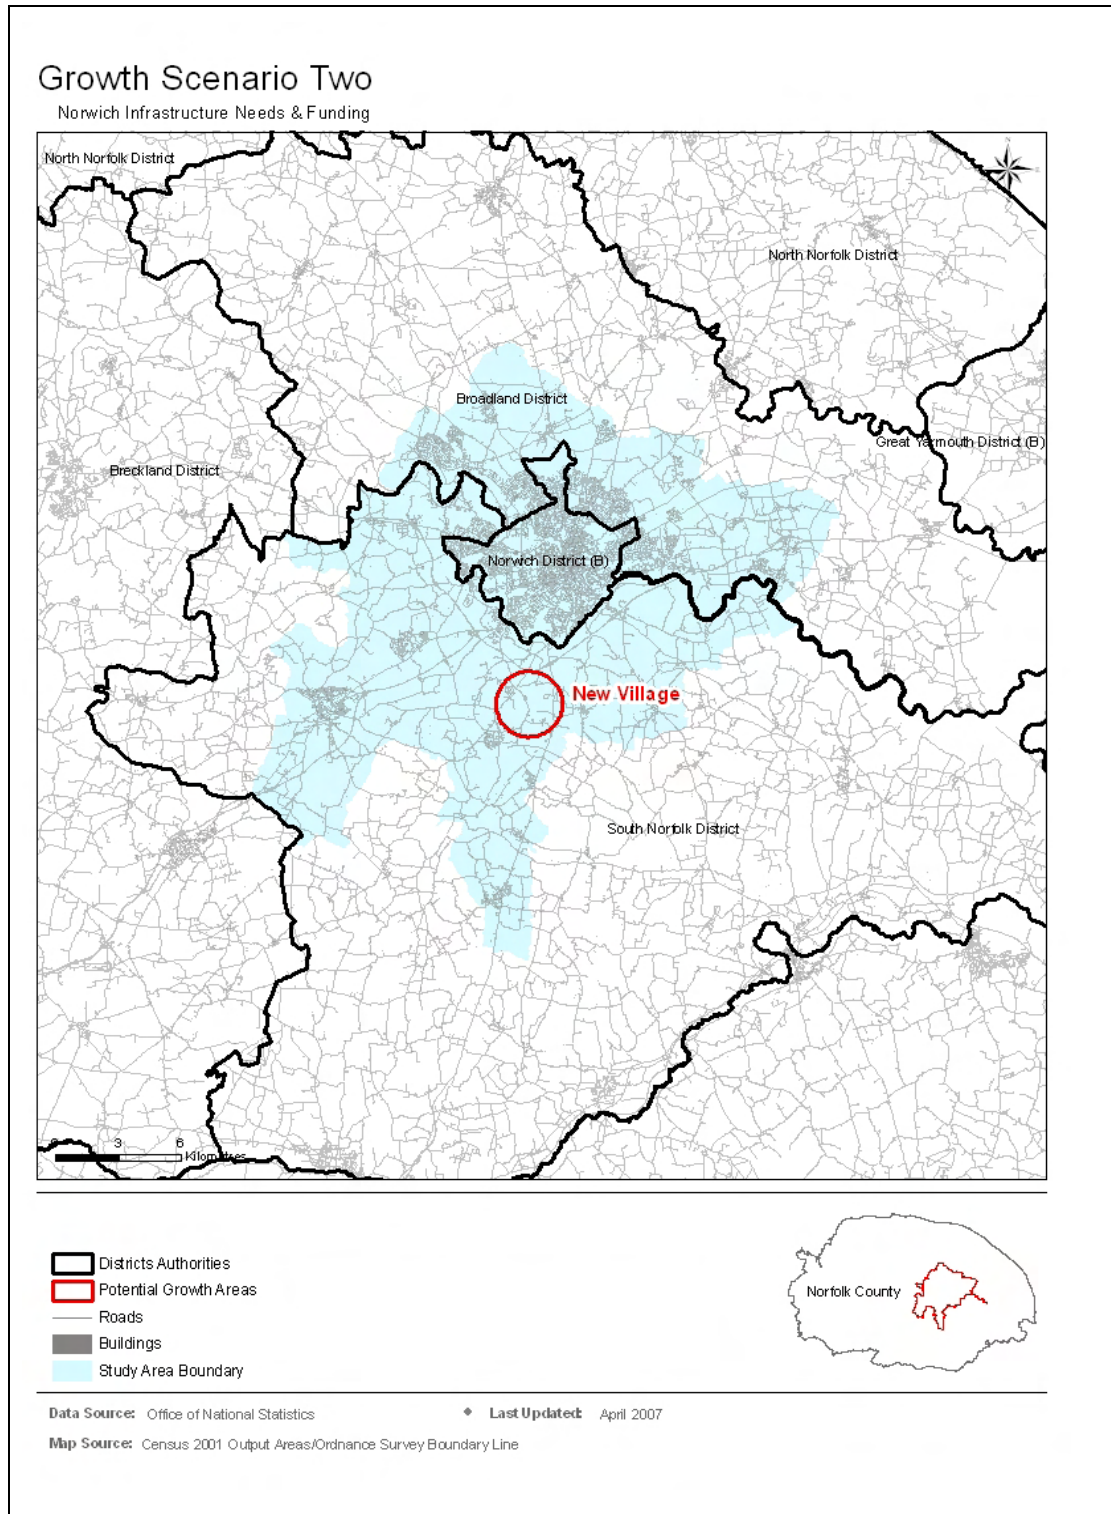 Growth Scenario Two
Norwich Infrastructure Needs & Funding
North Norfolk District
North Norfolk District
Broadland District
Great Yarmouth District (B)
Breckland District
Norwich District (B)
New Village
South Norfolk District
0 3 6
Kilometres
Districts Authorities
Potential Growth Areas
Roads
Buildings
Study Area Boundary
Norfolk County
Data Source: Office of National Statistics
Last Updated: April 2007
Map Source: Census 2001 Output Areas/Ordnance Survey Boundary Line